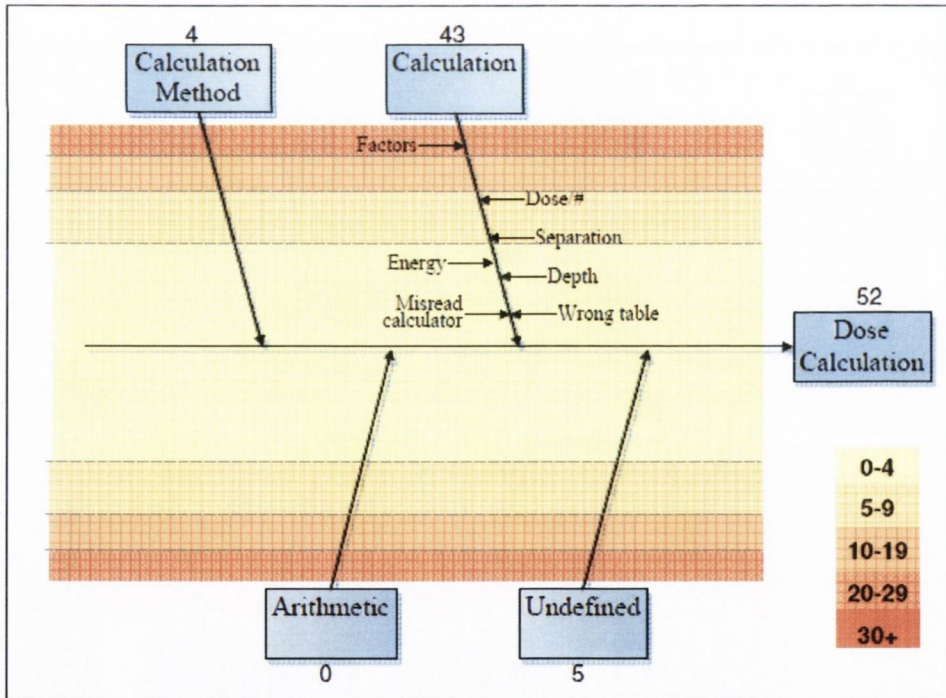 4
43
Calculation
Method
Calculation
Factors
Dose/#
Separation
Energy
Depth
Misread
calculator
Wrong table
52
Dose
Calculation
0-4
5-9
10-19
20-29
30+
Arithmetic
Undefined
0
5